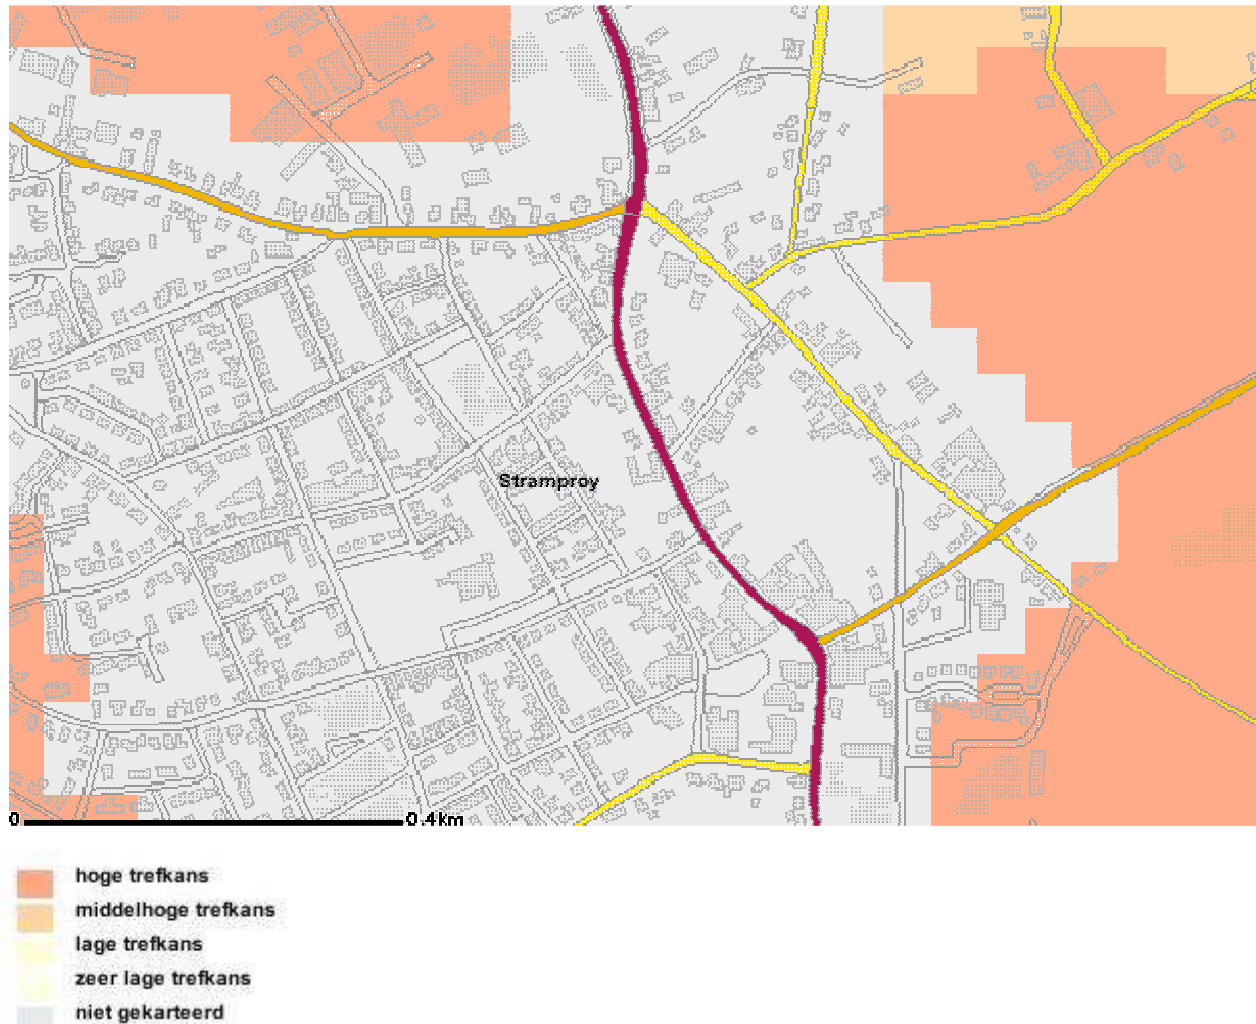 Stramproy
0 0.4km
hoge trefkans
middelhoge trefkans
lage trefkans
zeer lage trefkans
niet gekarteerd